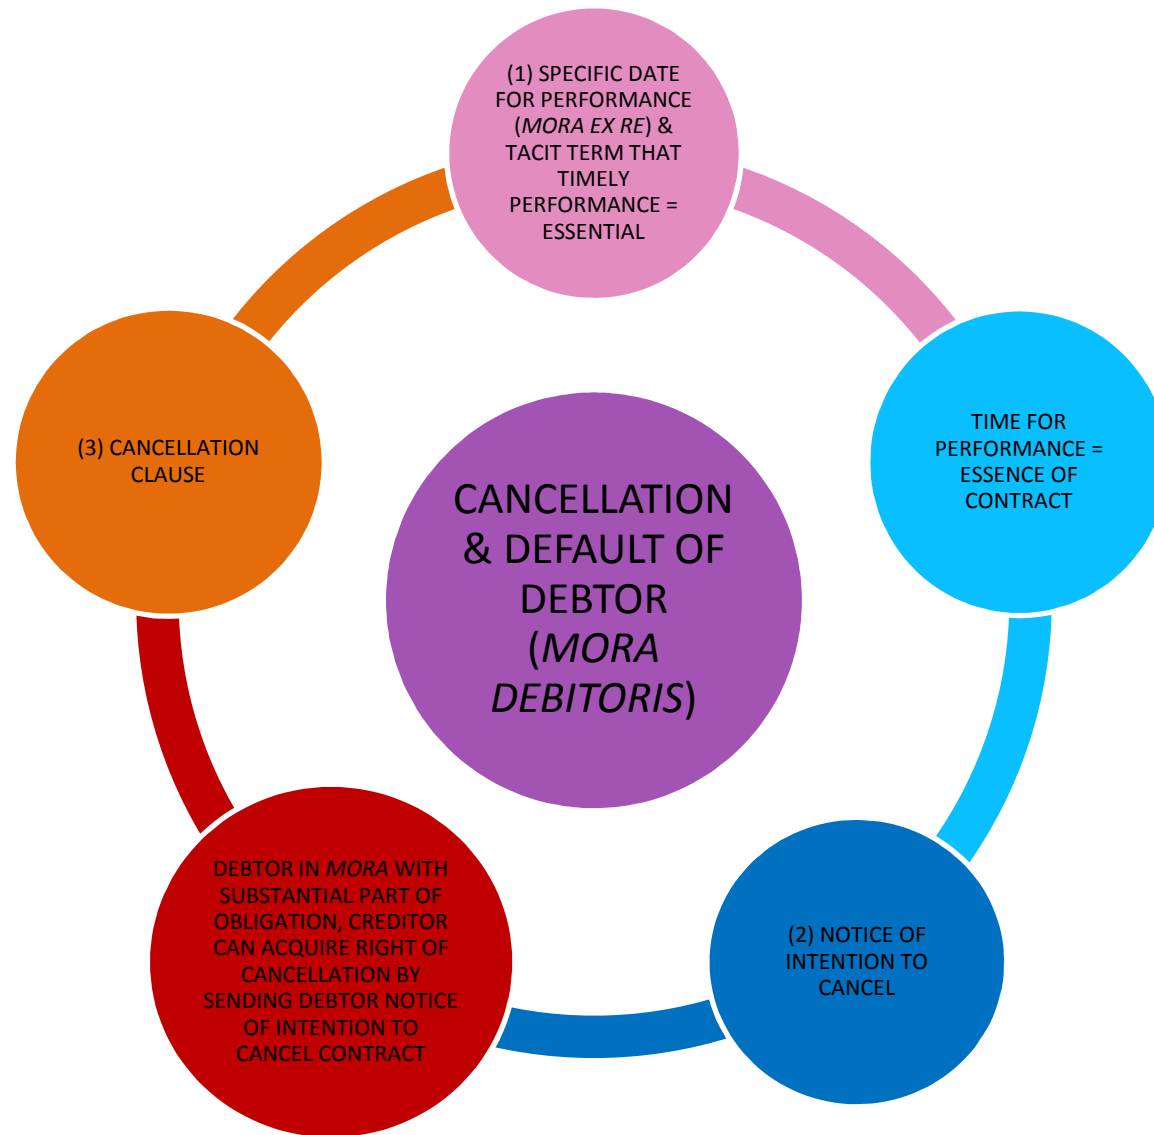 (1) SPECIFIC DATE
FOR PERFORMANCE
(MORA EX RE) &
TACIT TERM THAT
TIMELY
PERFORMANCE =
ESSENTIAL
TIME FOR
PERFORMANCE =
ESSENCE OF
CONTRACT
(2) NOTICE OF
INTENTION TO
CANCEL
DEBTOR IN MORA WITH
SUBSTANTIAL PART OF
OBLIGATION, CREDITOR
CAN ACQUIRE RIGHT OF
CANCELLATION BY
SENDING DEBTOR NOTICE
OF INTENTION TO
CANCEL CONTRACT
(3) CANCELLATION
CLAUSE
CANCELLATION
& DEFAULT OF
DEBTOR
(MORA
DEBITORIS)